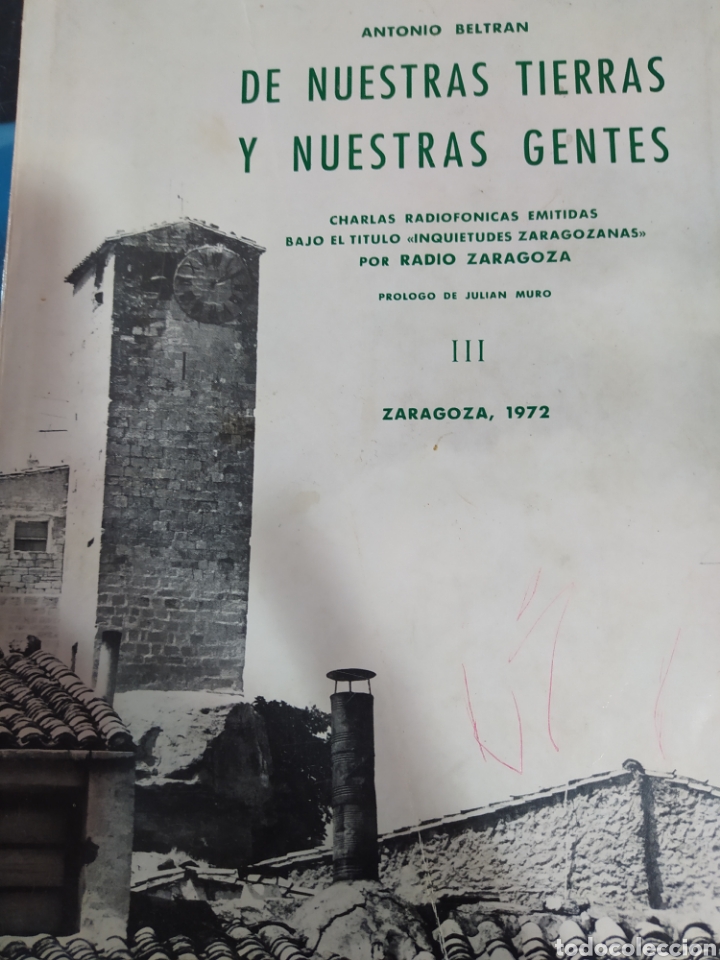 ANTONIO BELTRAN
DE NUESTRAS TIERRAS
Y NUESTRAS GENTES
CHARLAS RADIOFONICAS EMITIDAS
BAJO EL TITULO «INQUIETUDES ZARAGOZANAS»
POR RADIO ZARAGOZA
PROLOGO DE JULIAN MURO
III
ZARAGOZA, 1972
todocoleccion